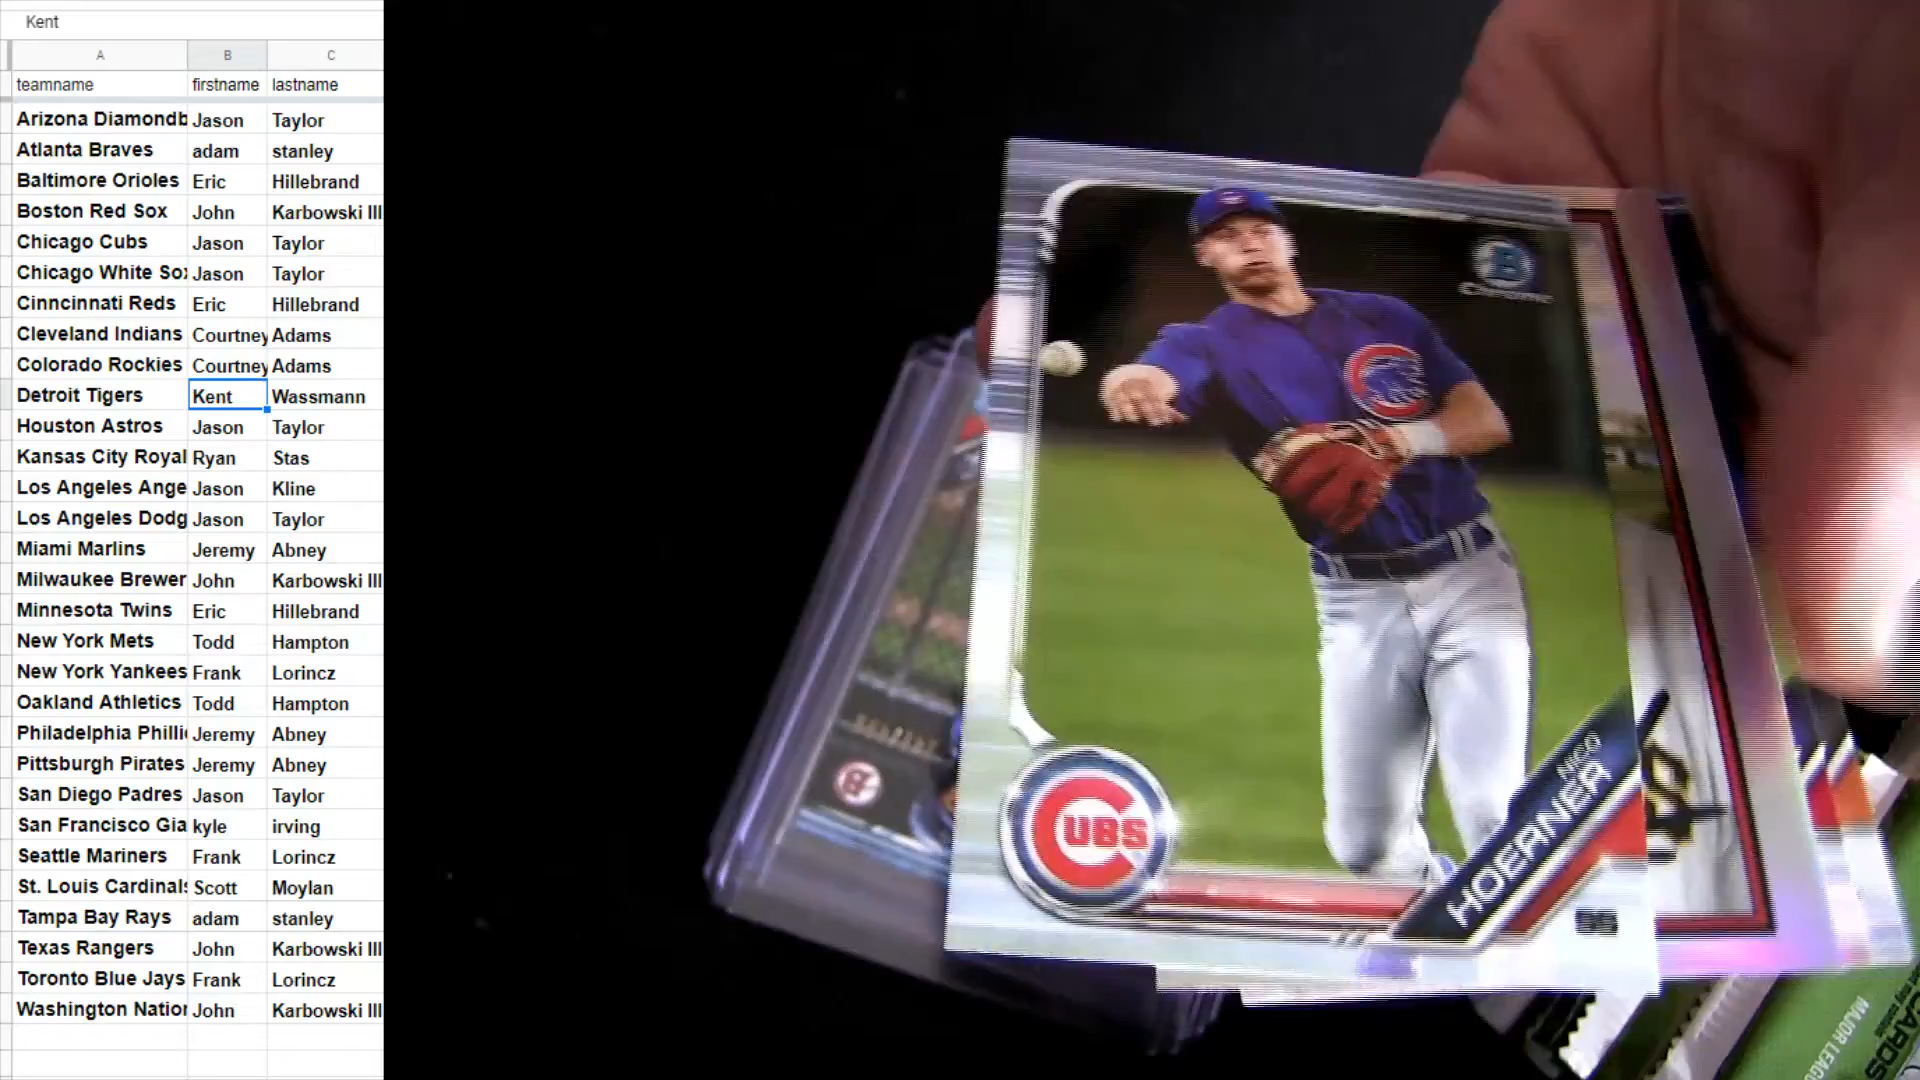 Kent
A B C
teamname firstname lastname
Arizona Diamondb Jason Taylor
Atlanta Braves adam stanley
Baltimore Orioles Eric Hillebrand
Boston Red Sox John Karbowski III
Chicago Cubs Jason Taylor
Chicago White Sox Jason Taylor
Cinncinnati Reds Eric Hillebrand
Cleveland Indians Courtney Adams
Colorado Rockies Courtney Adams
Detroit Tigers Kent Wassmann
Houston Astros Jason Taylor
Kansas City Royal Ryan Stas
Los Angeles Ange Jason Kline
Los Angeles Dodg Jason Taylor
Miami Marlins Jeremy Abney
Milwaukee Brewer John Karbowski III
Minnesota Twins Eric Hillebrand
New York Mets Todd Hampton
New York Yankees Frank Lorincz
Oakland Athletics Todd Hampton
Philadelphia Philli Jeremy Abney
Pittsburgh Pirates Jeremy Abney
San Diego Padres Jason Taylor
San Francisco Gia kyle irving
Seattle Mariners Frank Lorincz
St. Louis Cardinals Scott Moylan
Tampa Bay Rays adam stanley
Texas Rangers John Karbowski III
Toronto Blue Jays Frank Lorincz
Washington Nation John Karbowski III
B
Chrome
CUBS
NICO
HOERNER
B
MAJOR LEAG
CARDS